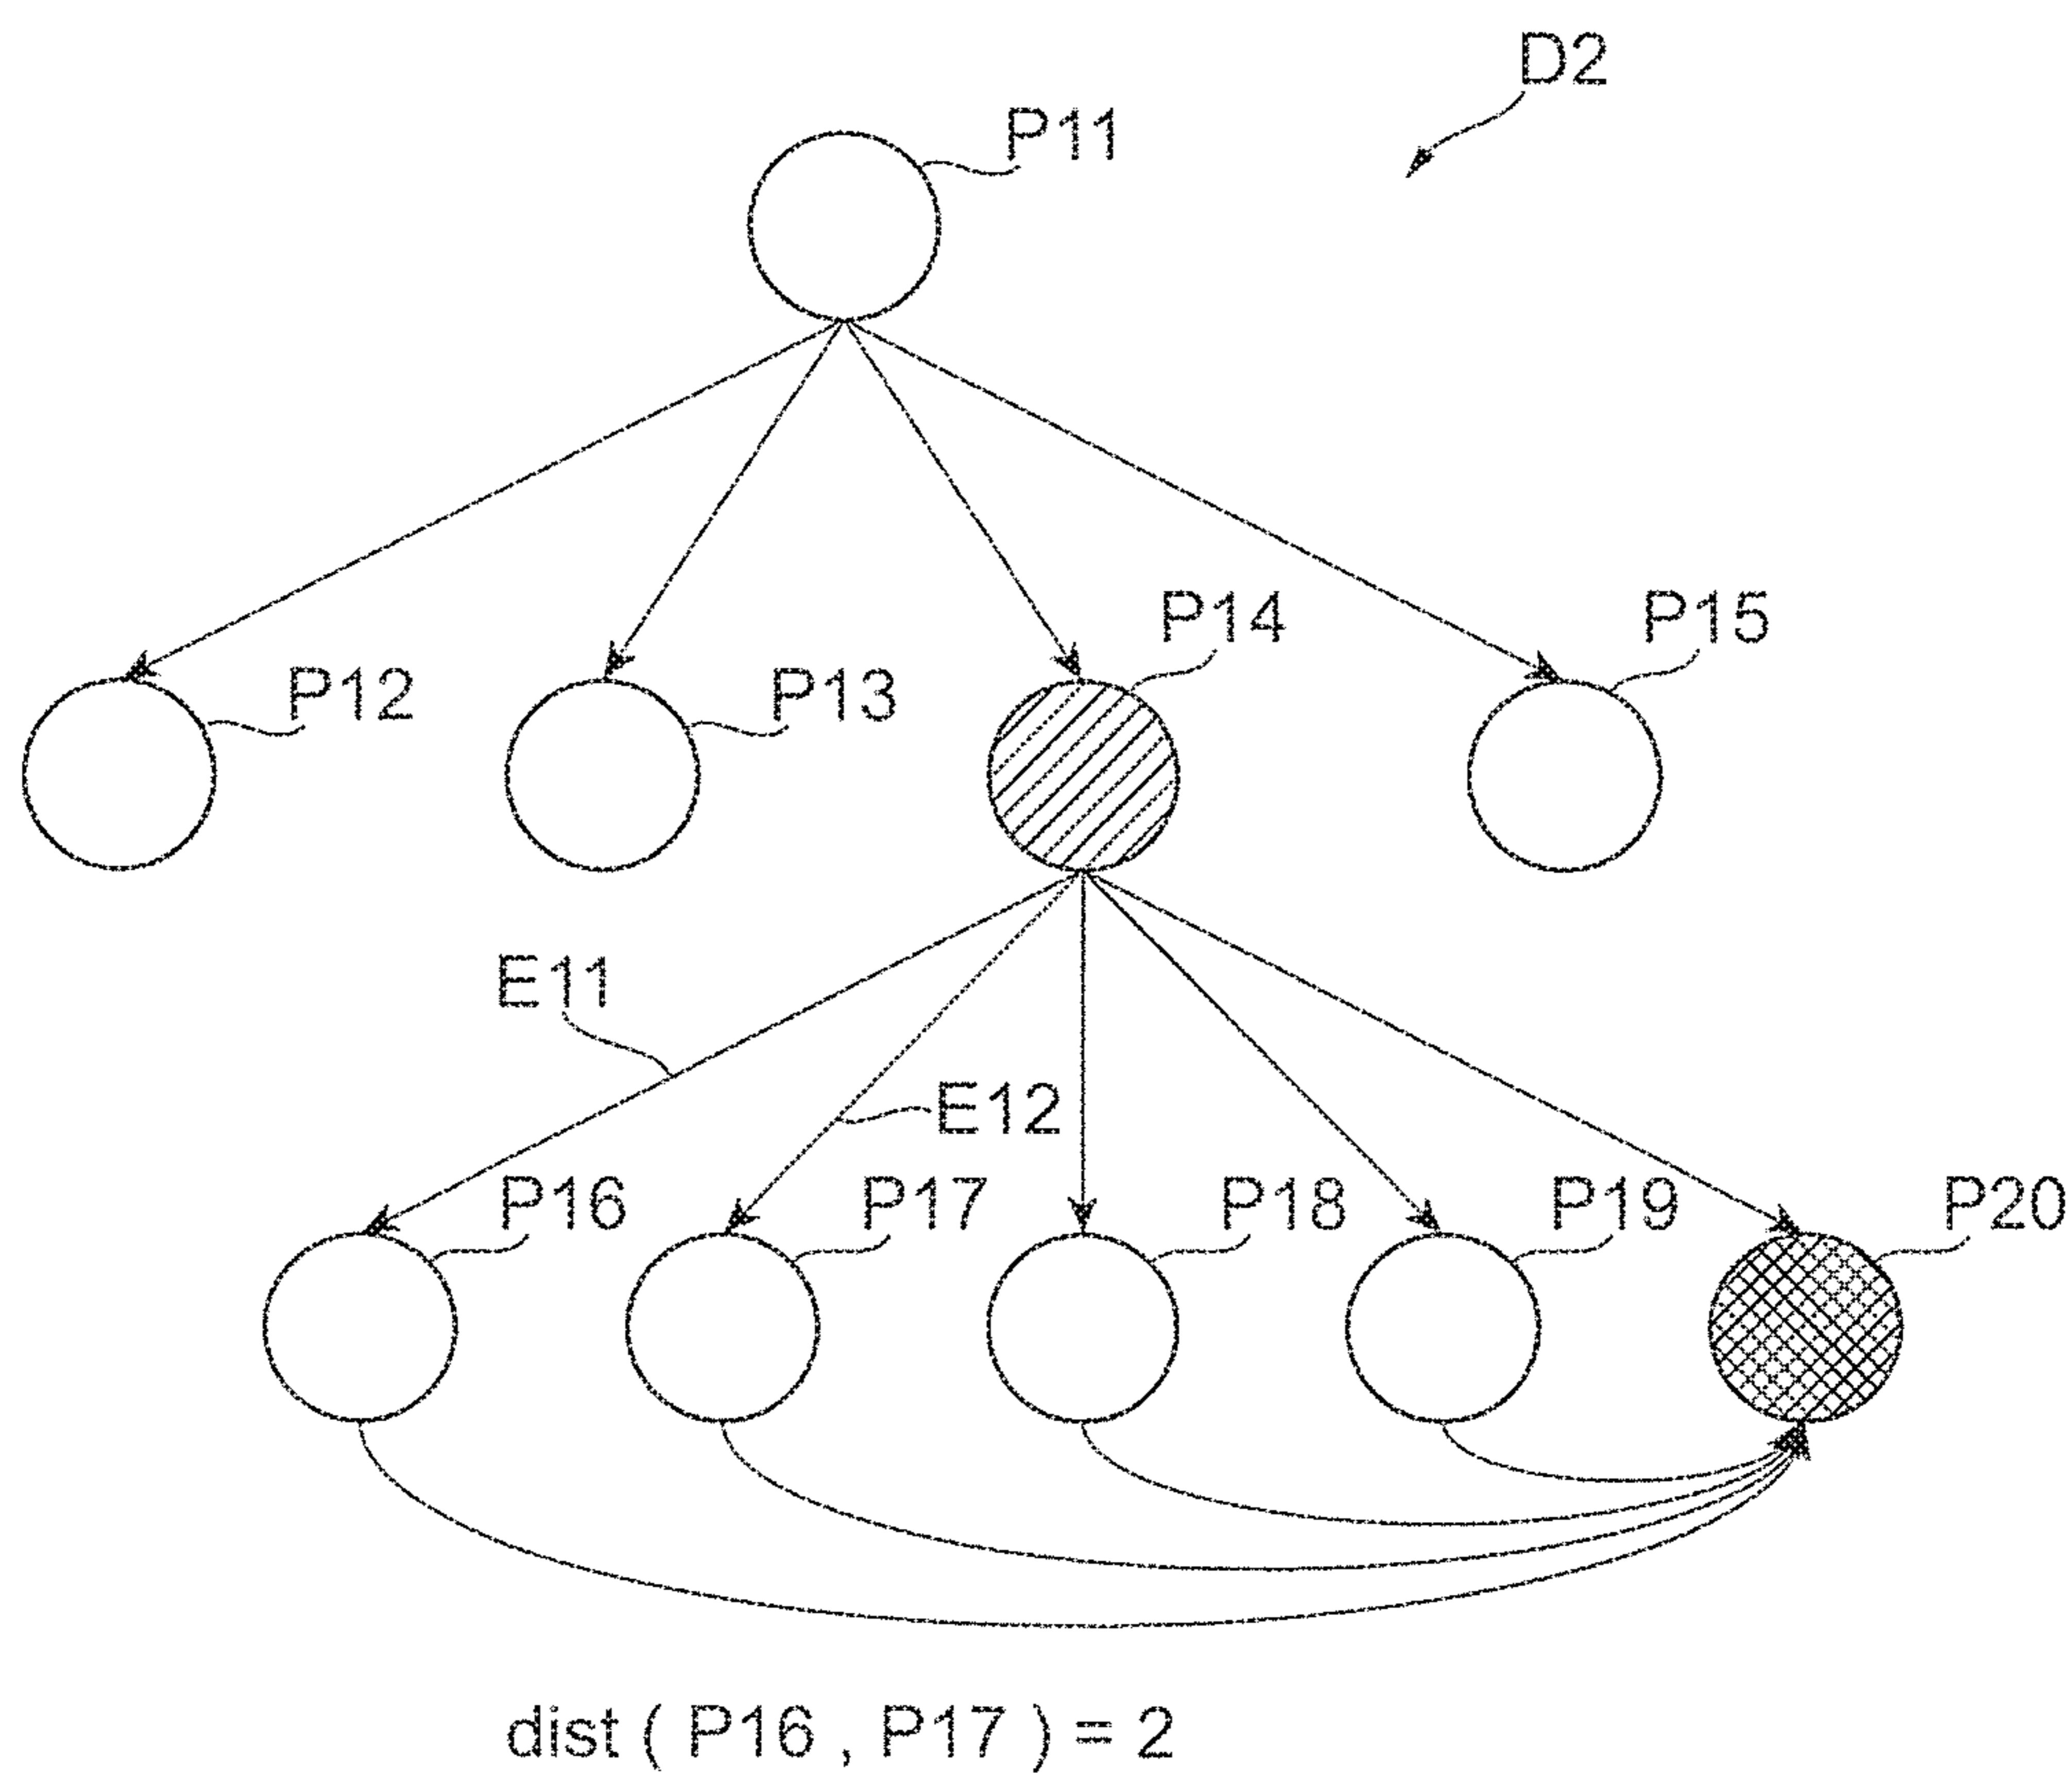 D2
P11
P14
P15
P12
P13
E11
E12
P16
P17
P18
P19
P20
dist ( P16 , P17 ) = 2